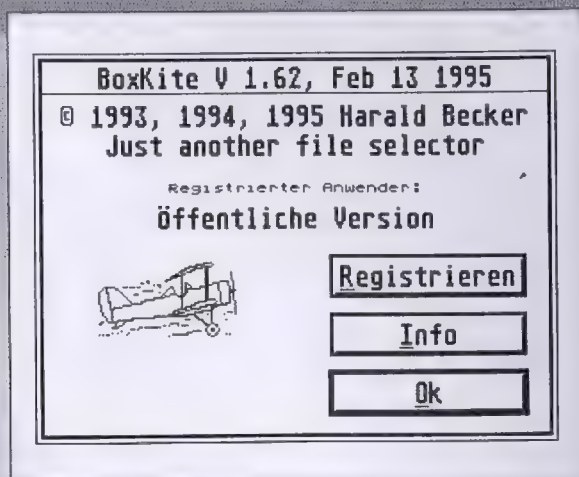 BoxKite V 1.62, Feb 13 1995
© 1993, 1994, 1995 Harald Becker
Just another file selector
Registrierter Anwender:
Öffentliche Version
Registrieren
Info
Ok